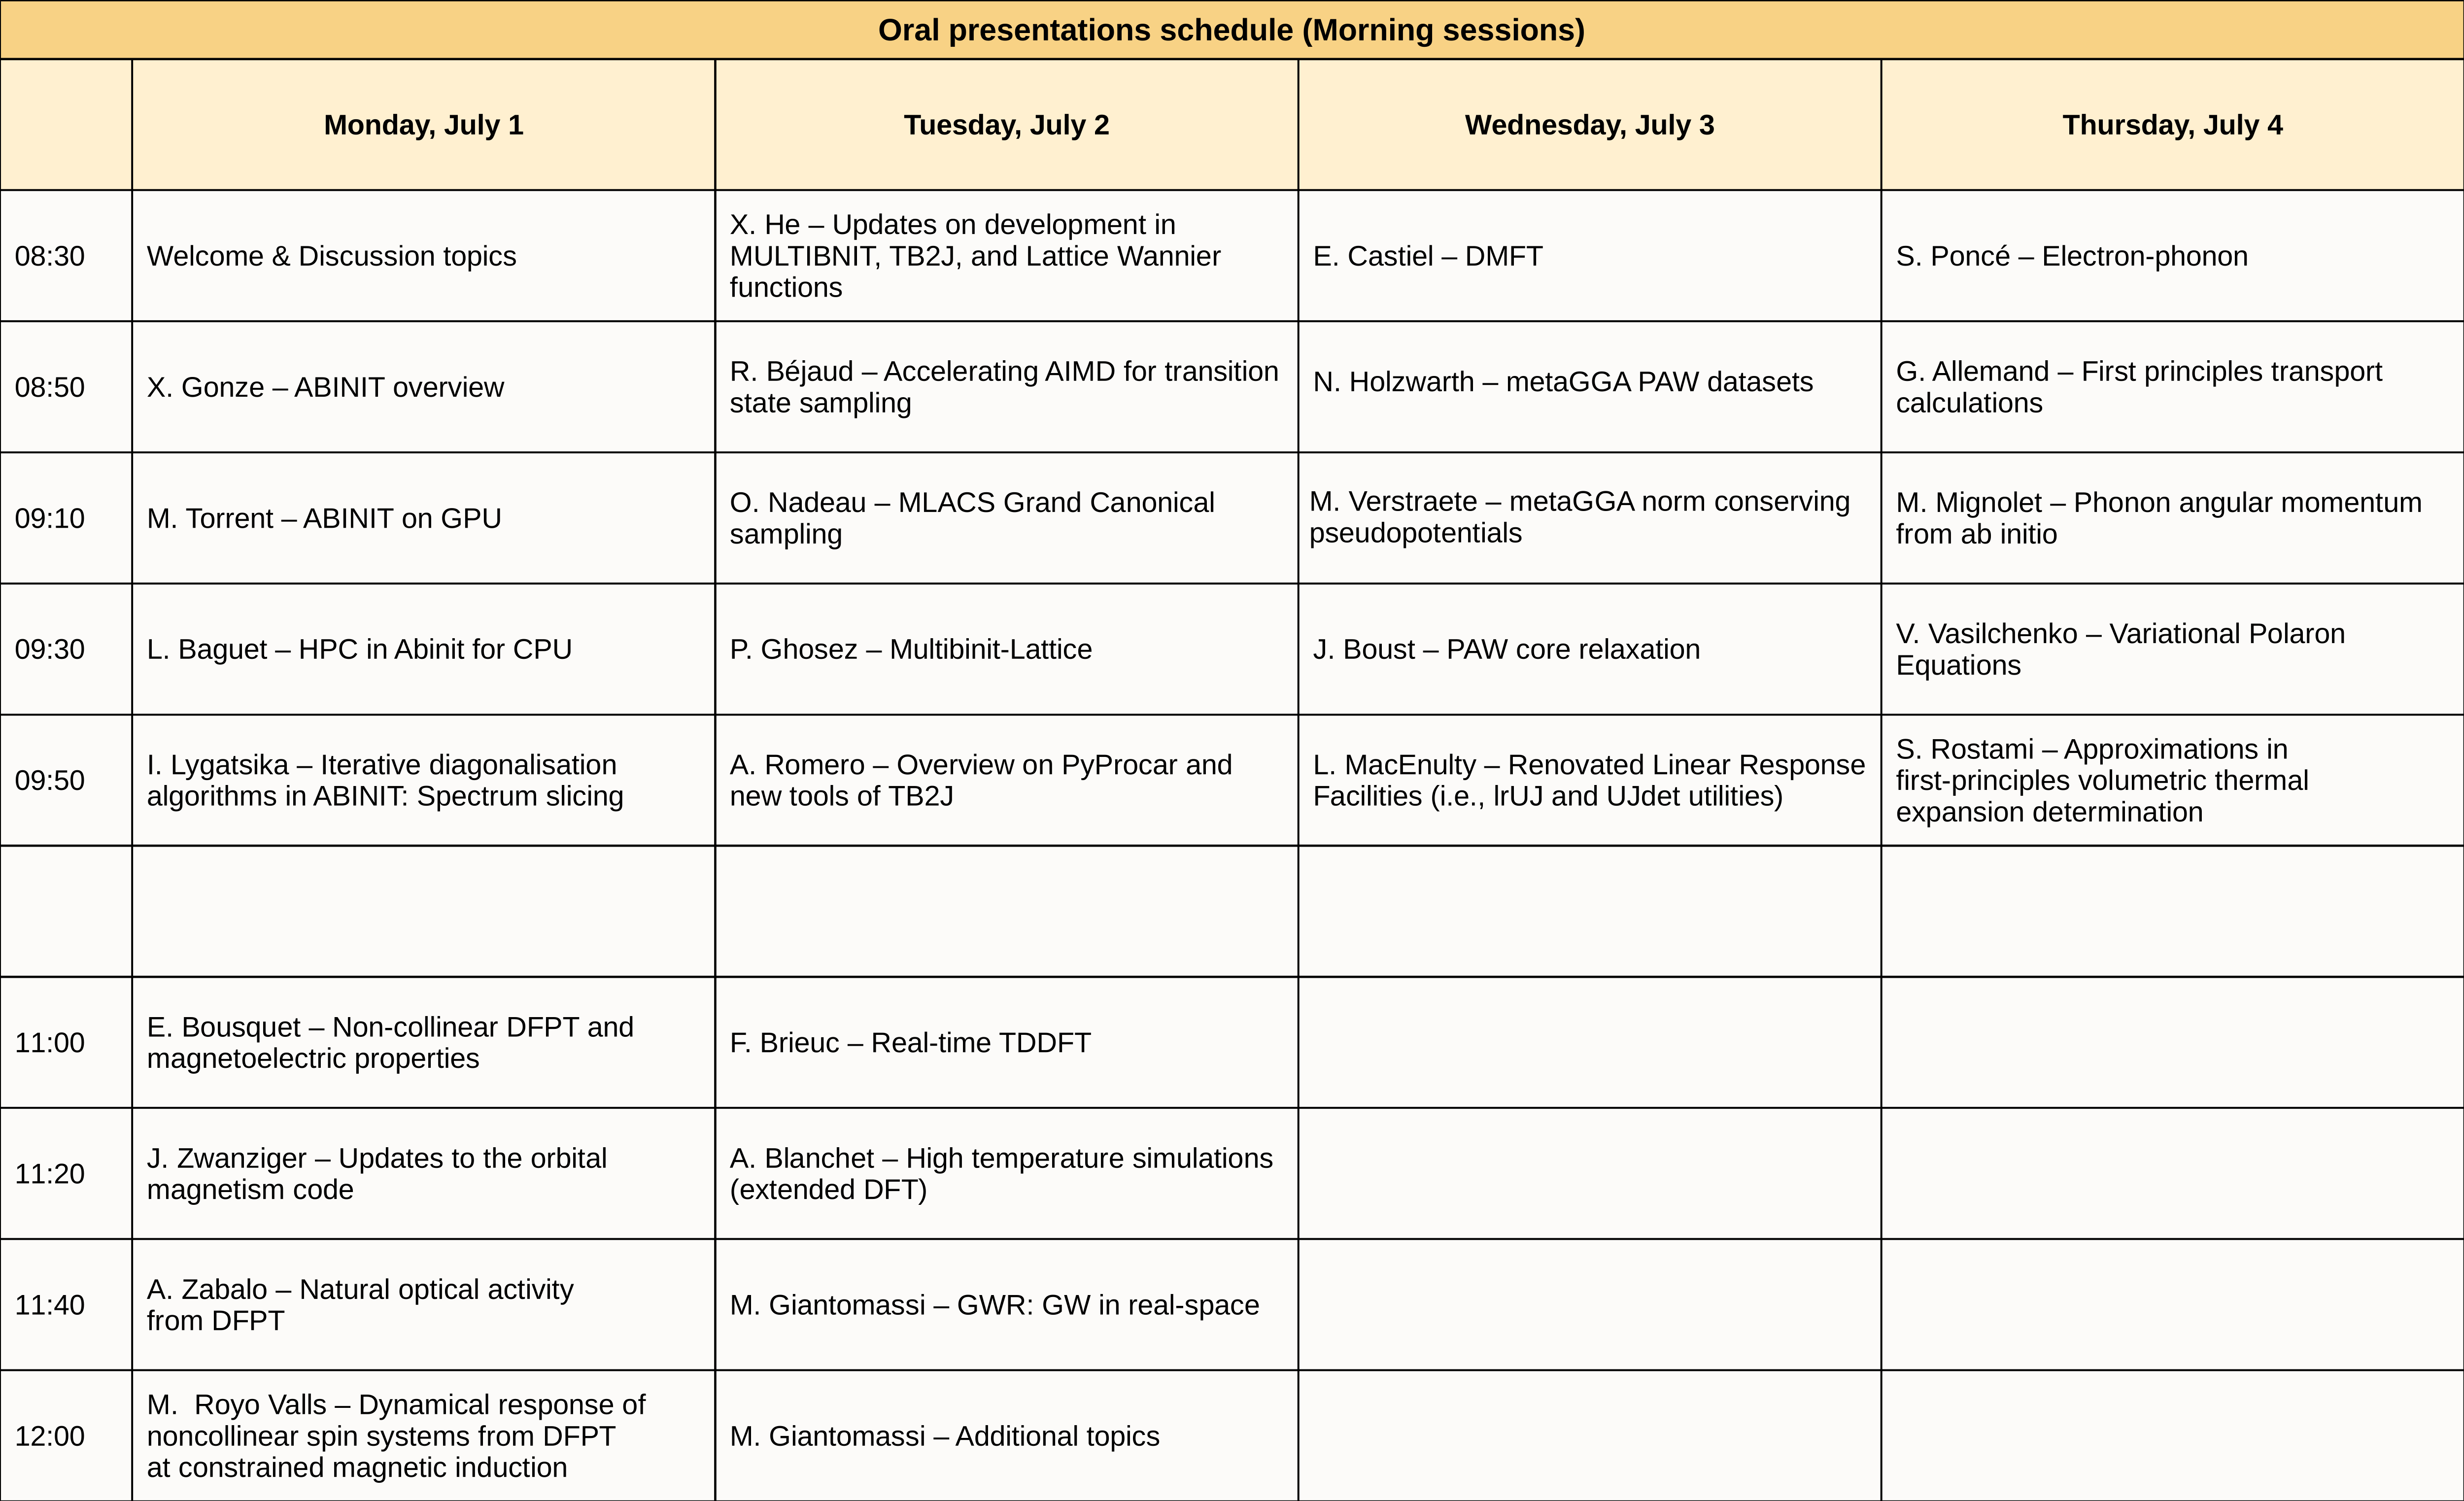 Oral presentations schedule (Morning sessions)
Monday, July 1
Tuesday, July 2
Wednesday, July 3
Thursday, July 4
08:30
Welcome & Discussion topics
X. He – Updates on development in
MULTIBNIT, TB2J, and Lattice Wannier
functions
E. Castiel – DMFT
S. Poncé – Electron-phonon
08:50
X. Gonze – ABINIT overview
R. Béjaud – Accelerating AIMD for transition
state sampling
N. Holzwarth – metaGGA PAW datasets
G. Allemand – First principles transport
calculations
09:10
M. Torrent – ABINIT on GPU
O. Nadeau – MLACS Grand Canonical
sampling
M. Verstraete – metaGGA norm conserving
pseudopotentials
M. Mignolet – Phonon angular momentum
from ab initio
09:30
L. Baguet – HPC in Abinit for CPU
P. Ghosez – Multibinit-Lattice
J. Boust – PAW core relaxation
V. Vasilchenko – Variational Polaron
Equations
09:50
I. Lygatsika – Iterative diagonalisation
algorithms in ABINIT: Spectrum slicing
A. Romero – Overview on PyProcar and
new tools of TB2J
L. MacEnulty – Renovated Linear Response
Facilities (i.e., lrUJ and UJdet utilities)
S. Rostami – Approximations in
first-principles volumetric thermal
expansion determination
11:00
E. Bousquet – Non-collinear DFPT and
magnetoelectric properties
F. Brieuc – Real-time TDDFT
11:20
J. Zwanziger – Updates to the orbital
magnetism code
A. Blanchet – High temperature simulations
(extended DFT)
11:40
A. Zabalo – Natural optical activity
from DFPT
M. Giantomassi – GWR: GW in real-space
12:00
M.  Royo Valls – Dynamical response of
noncollinear spin systems from DFPT
at constrained magnetic induction
M. Giantomassi – Additional topics